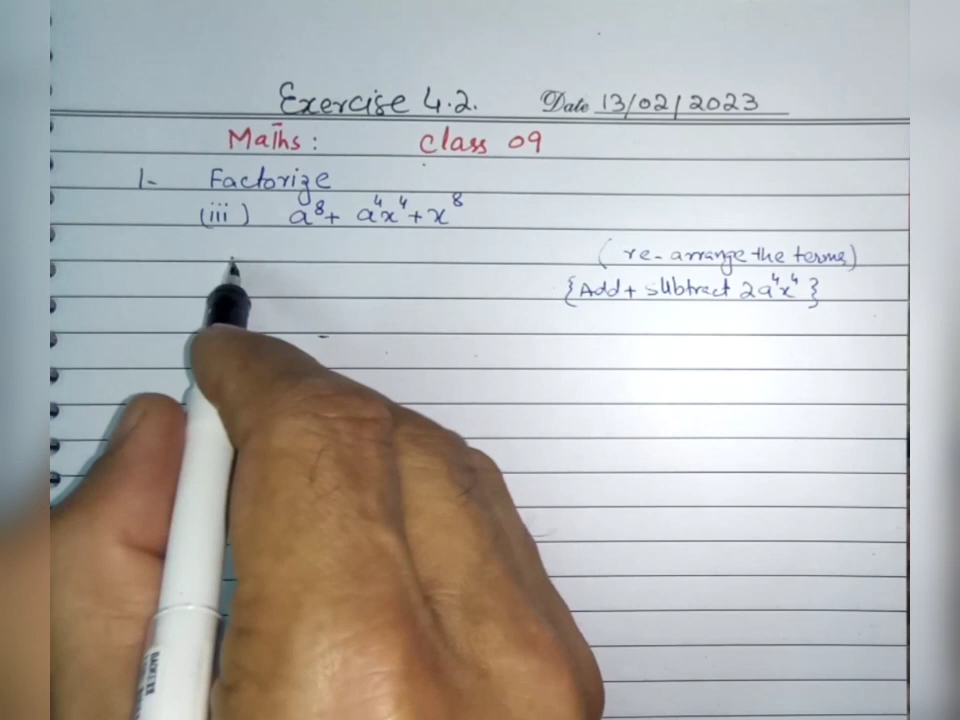 Exercise 4.2. Date 13/02/2023
Maths: Class 09
1- Factorize
(iii) a⁸+ a⁴x⁴+x⁸
(re-arrange the terms)
{Add + subtract 2a⁴x⁴}